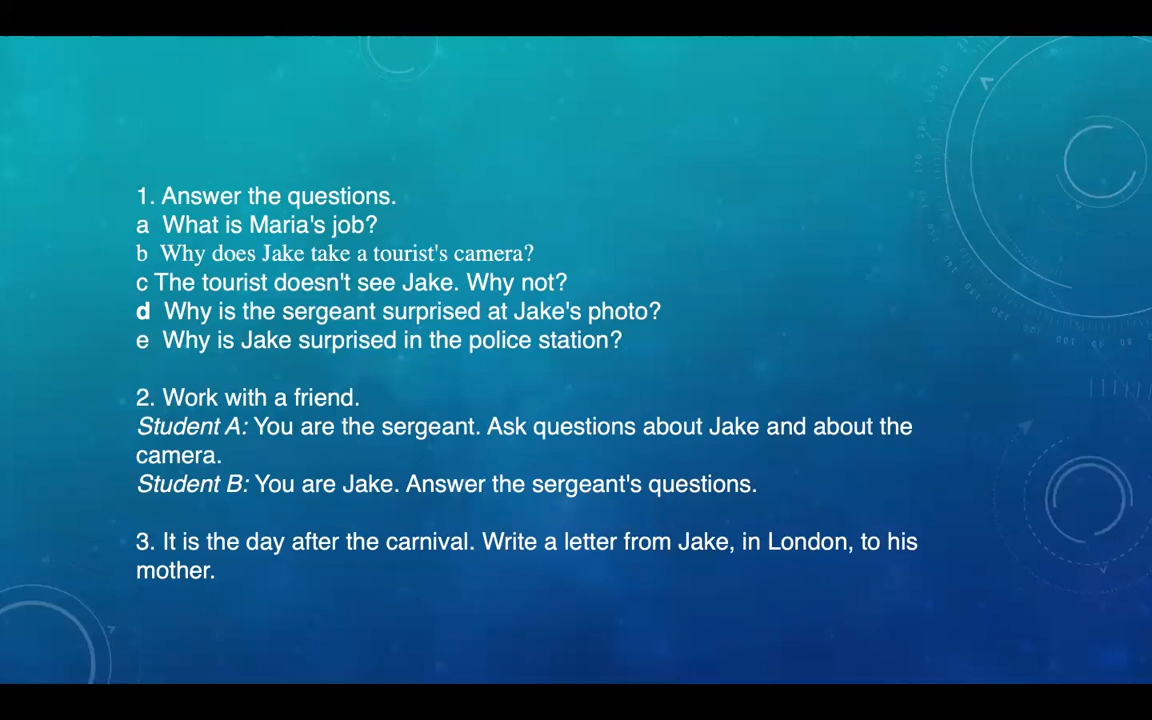 1. Answer the questions.
a What is Maria's job?
b Why does Jake take a tourist's camera?
c The tourist doesn't see Jake. Why not?
d Why is the sergeant surprised at Jake's photo?
e Why is Jake surprised in the police station?
2. Work with a friend.
Student A: You are the sergeant. Ask questions about Jake and about the
camera.
Student B: You are Jake. Answer the sergeant's questions.
3. It is the day after the carnival. Write a letter from Jake, in London, to his
mother.